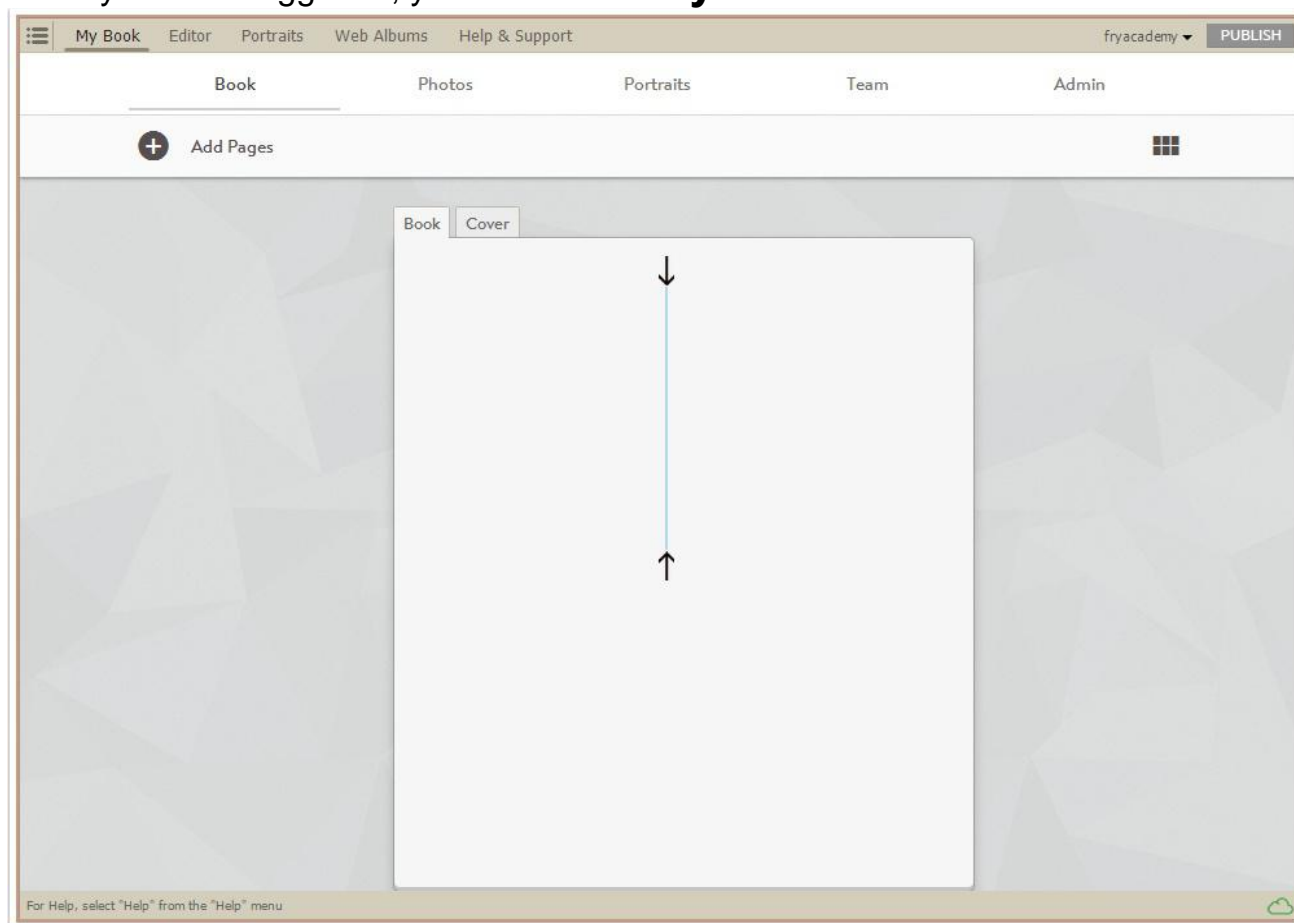 My Book Editor Portraits Web Albums Help & Support fryacademy PUBLISH
Book Photos Portraits Team Admin
Add Pages
Book Cover
For Help, select "Help" from the "Help" menu